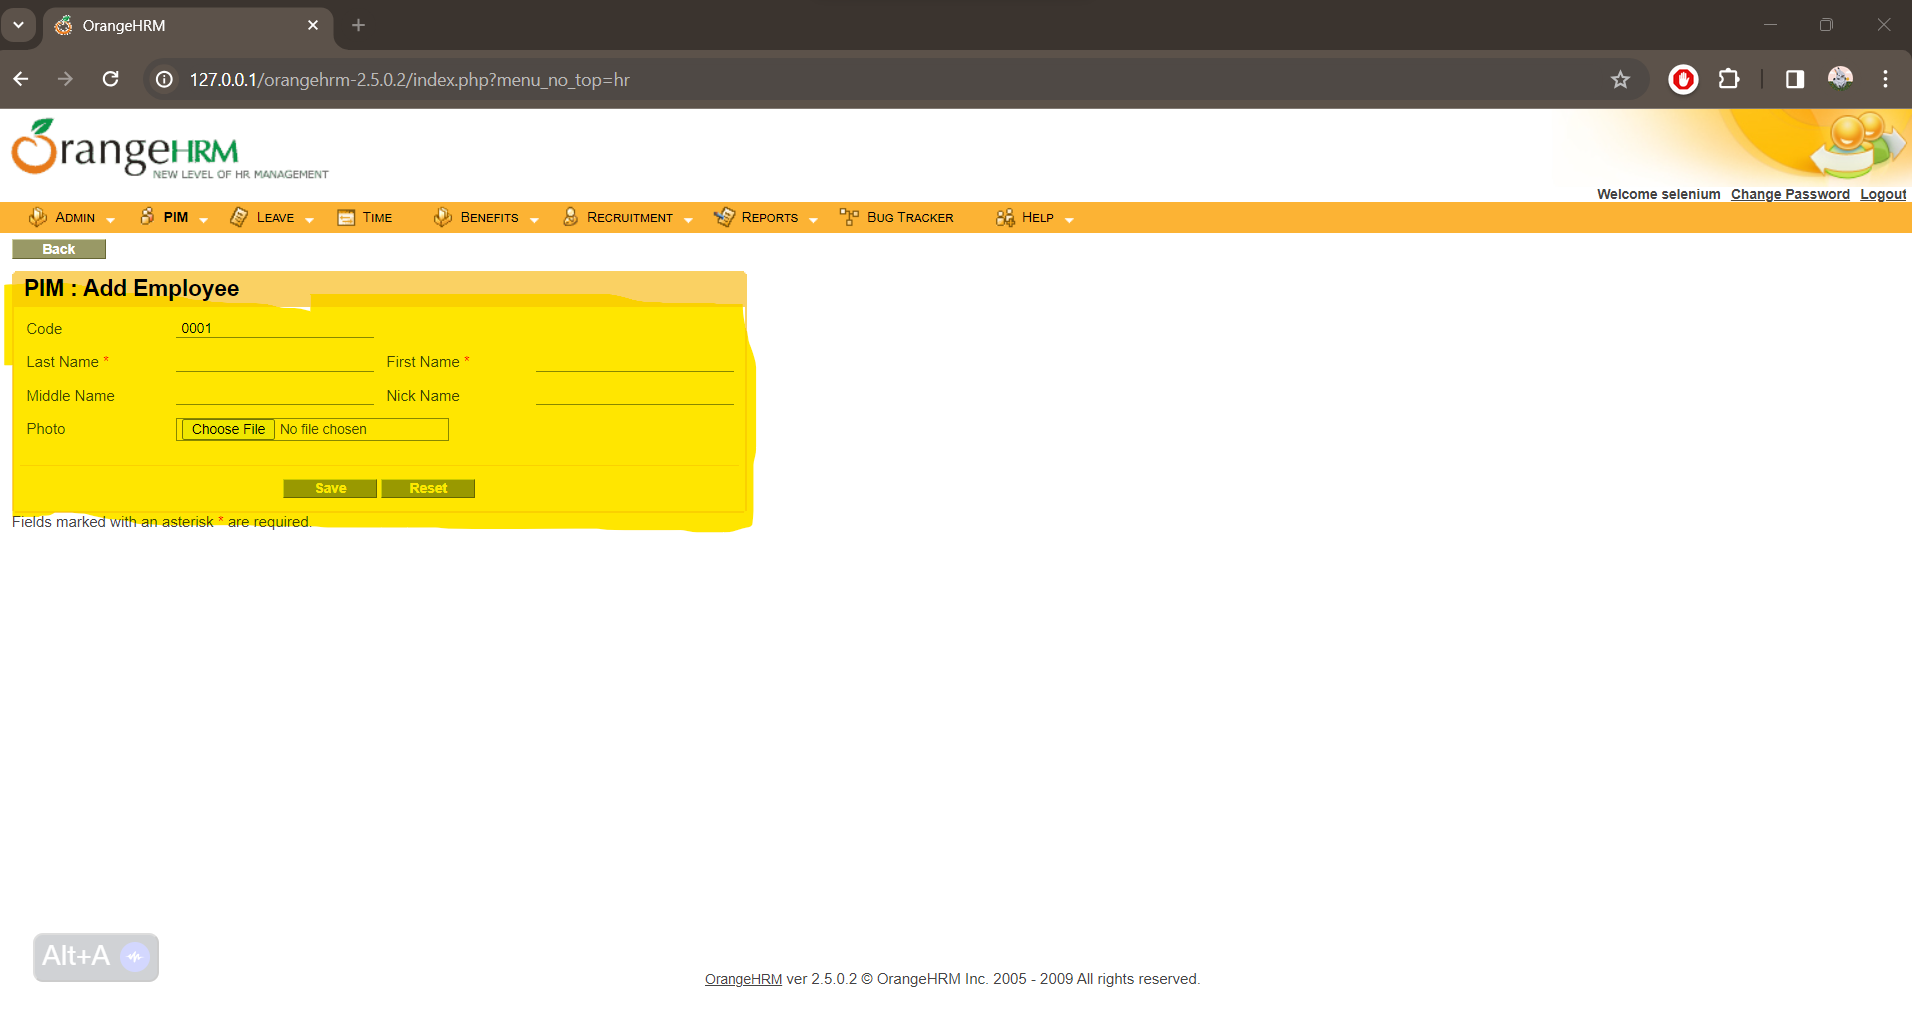 OrangeHRM
127.0.0.1/orangehrm-2.5.0.2/index.php?menu_no_top=hr
OrangeHRM
NEW LEVEL OF HR MANAGEMENT
Welcome selenium Change Password Logout
ADMIN PIM LEAVE TIME BENEFITS RECRUITMENT REPORTS BUG TRACKER HELP
Back
PIM : Add Employee
Code 0001
Last Name * First Name *
Middle Name Nick Name
Photo Choose File No file chosen
Save Reset
Fields marked with an asterisk * are required.
Alt+A
OrangeHRM ver 2.5.0.2 © OrangeHRM Inc. 2005 - 2009 All rights reserved.